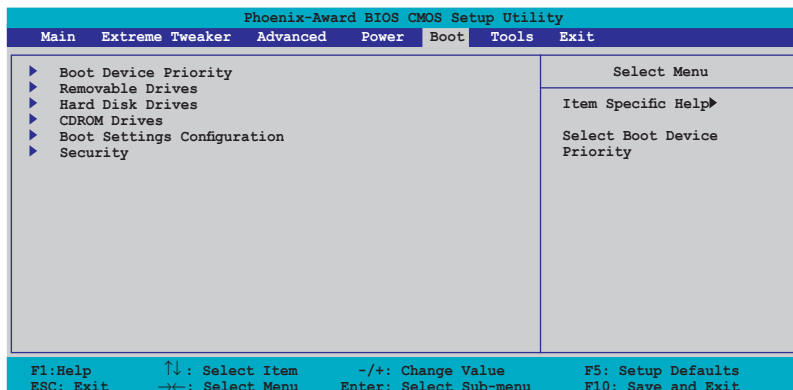 Phoenix-Award BIOS CMOS Setup Utility
Main Extreme Tweaker Advanced Power Boot Tools Exit
Boot Device Priority
Removable Drives
Hard Disk Drives
CDROM Drives
Boot Settings Configuration
Security
Select Menu
Item Specific Help
Select Boot Device
Priority
F1:Help ↑↓ : Select Item -/+: Change Value F5: Setup Defaults
ESC: Exit →←: Select Menu Enter: Select Sub-menu F10: Save and Exit